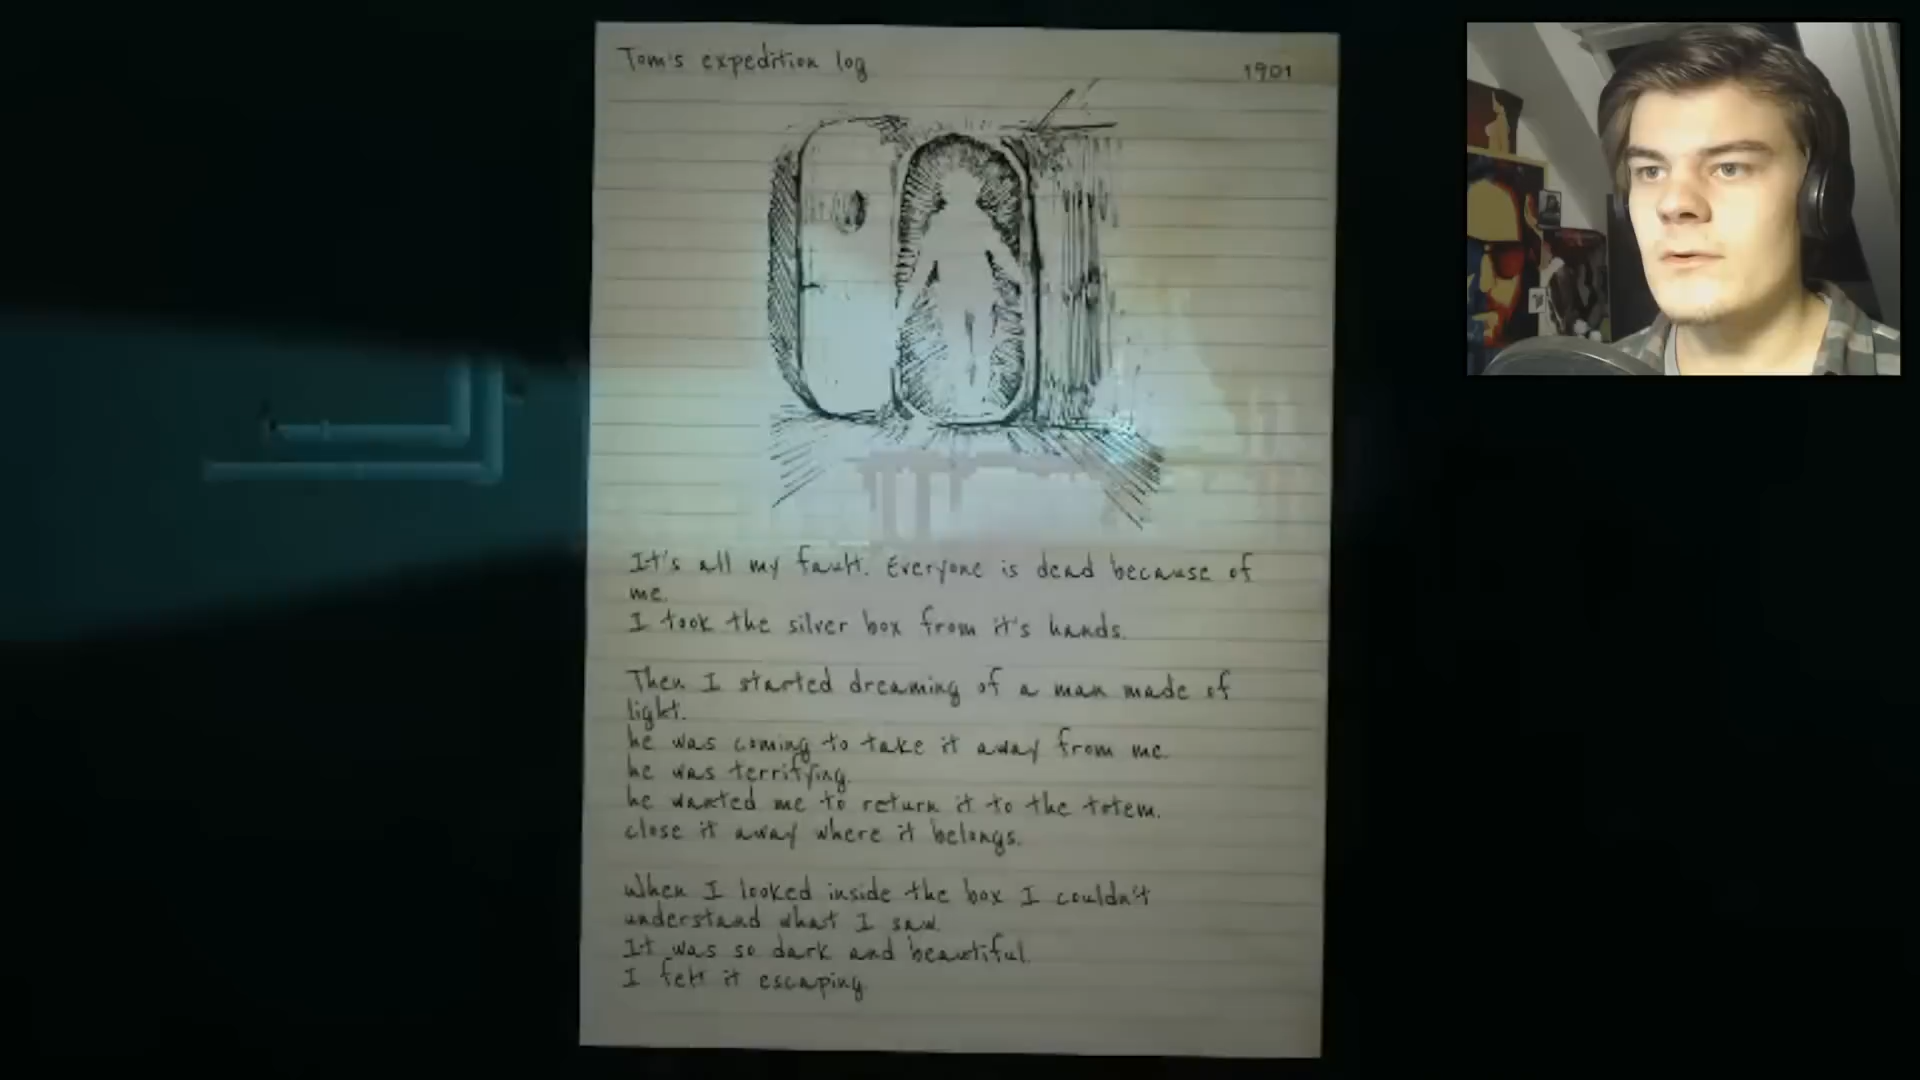 Tom's expedition log
1901
It's all my fault. Everyone is dead because of
me.
I took the silver box from it's hands.
Then I started dreaming of a man made of
light.
he was coming to take it away from me.
he was terrifying.
he wanted me to return it to the totem.
close it away where it belongs.
When I looked inside the box I couldn't
understand what I saw.
It was so dark and beautiful.
I felt it escaping